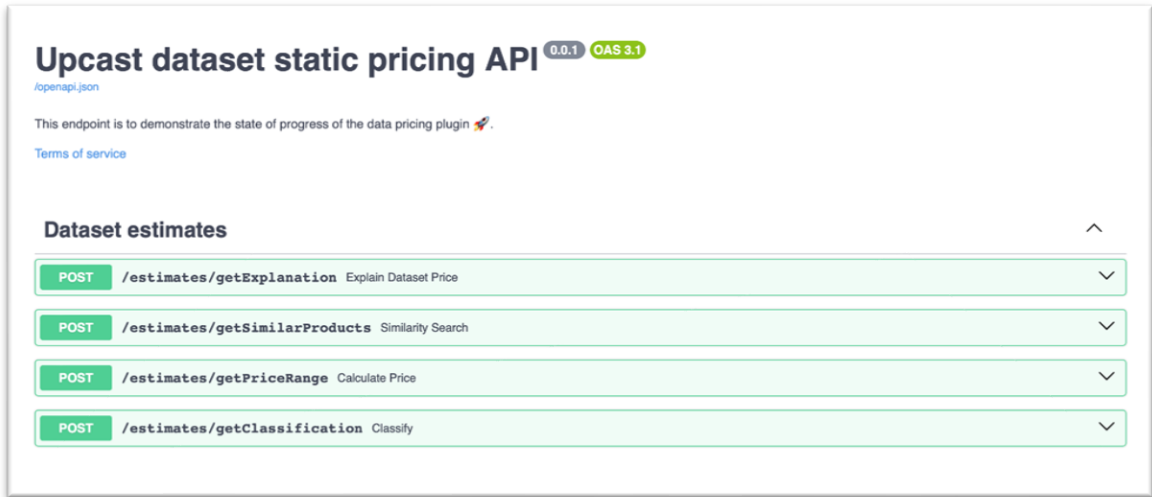 Upcast dataset static pricing API 0.0.1 OAS 3.1
/openapi.json
This endpoint is to demonstrate the state of progress of the data pricing plugin 🚀.
Terms of service
Dataset estimates
POST /estimates/getExplanation Explain Dataset Price
POST /estimates/getSimilarProducts Similarity Search
POST /estimates/getPriceRange Calculate Price
POST /estimates/getClassification Classify